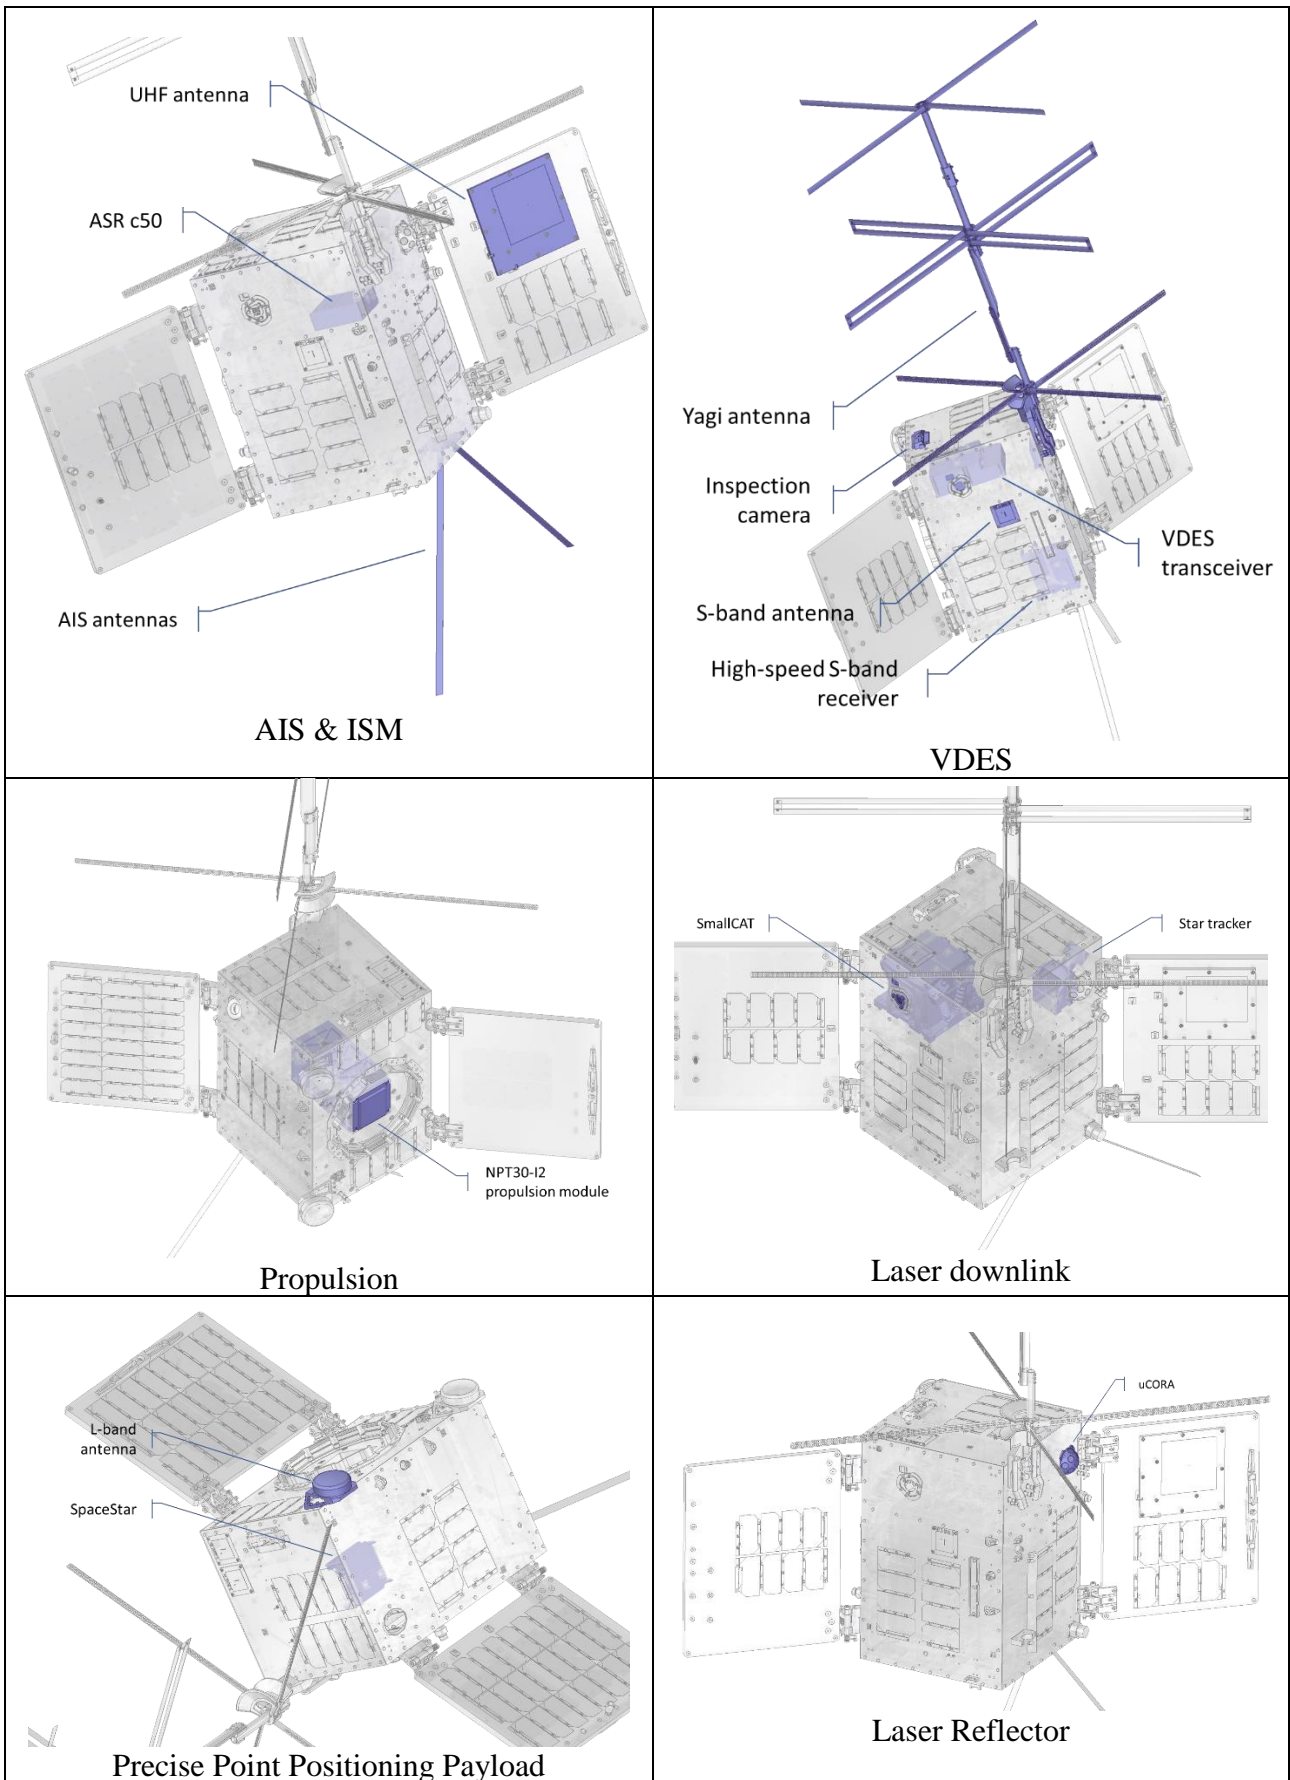 UHF antenna
ASR c50
AIS antennas
AIS & ISM
Yagi antenna
Inspection
camera
VDES
transceiver
S-band antenna
High-speed S-band
receiver
VDES
NPT30-I2
propulsion module
Propulsion
SmallCAT
Star tracker
Laser downlink
L-band
antenna
SpaceStar
Precise Point Positioning Payload
uCORA
Laser Reflector